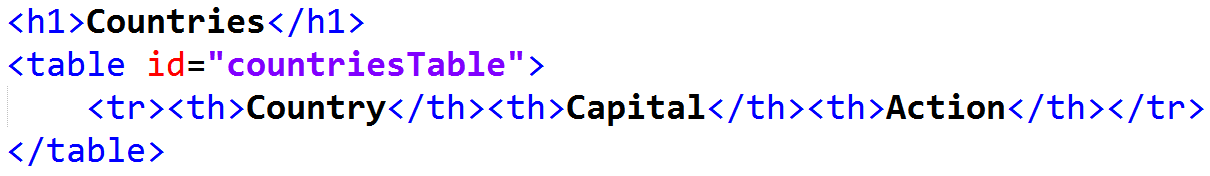 <h1>Countries</h1>
<table id="countriesTable">
    <tr><th>Country</th><th>Capital</th><th>Action</th></tr>
</table>